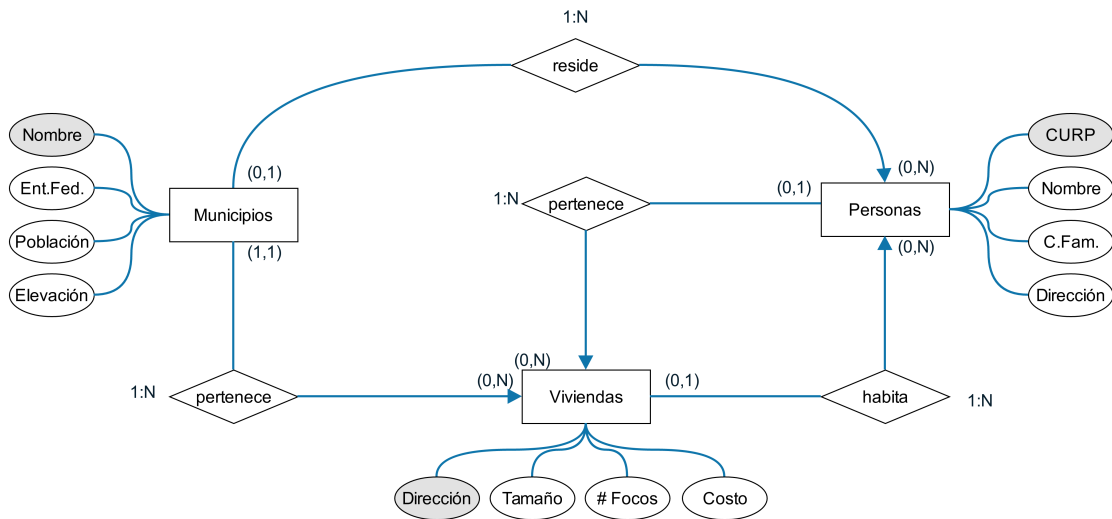 1:N
reside
Nombre
CURP
(0,1)
(0,N)
Ent.Fed.
Municipios
1:N
pertenece
(0,1)
Personas
Nombre
Población
(1,1)
(0,N)
C.Fam.
Elevación
Dirección
1:N
pertenece
(0,N)
(0,N)
Viviendas
(0,1)
habita
1:N
Dirección
Tamaño
# Focos
Costo